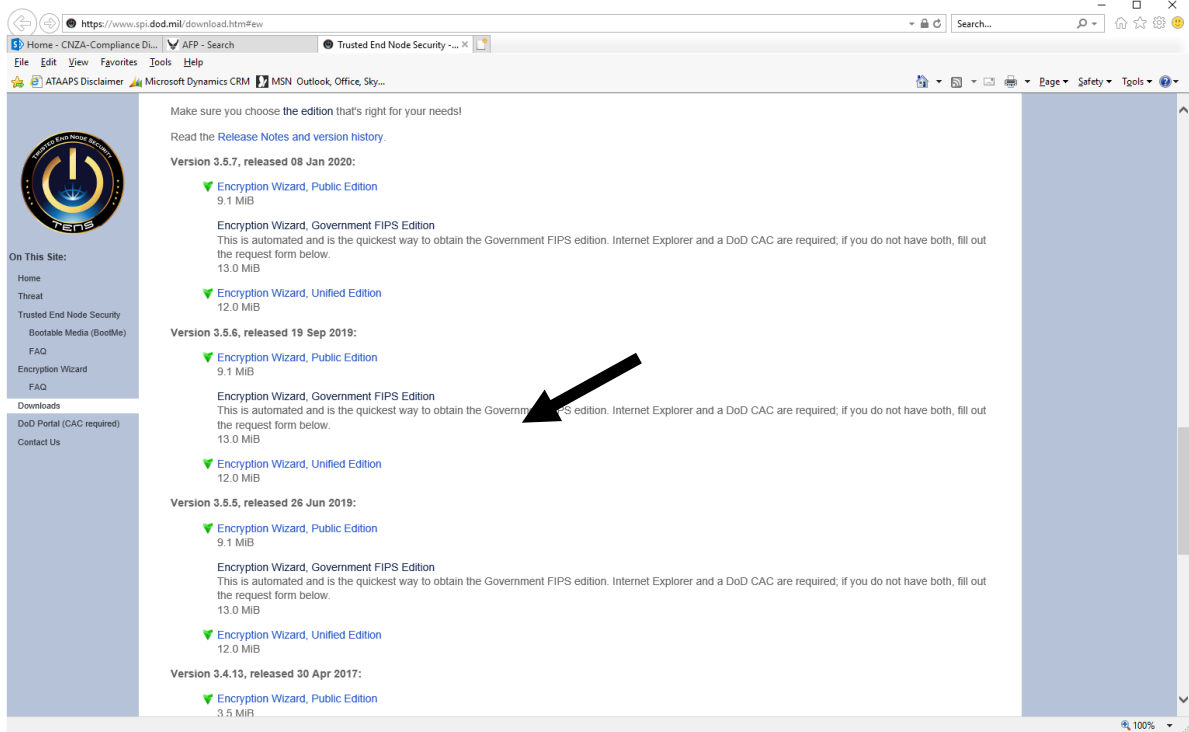 https://www.spi.dod.mil/download.htm#ew
Search...
Home - CNZA-Compliance Di...
AFP - Search
Trusted End Node Security -...
File Edit View Favorites Tools Help
ATAAPS Disclaimer Microsoft Dynamics CRM MSN Outlook, Office, Sky...
Page Safety Tools
TRUSTED END NODE SECURITY
TENS
On This Site:
Home
Threat
Trusted End Node Security
Bootable Media (BootMe)
FAQ
Encryption Wizard
FAQ
Downloads
DoD Portal (CAC required)
Contact Us
Make sure you choose the edition that's right for your needs!
Read the Release Notes and version history.
Version 3.5.7, released 08 Jan 2020:
Encryption Wizard, Public Edition
9.1 MiB
Encryption Wizard, Government FIPS Edition
This is automated and is the quickest way to obtain the Government FIPS edition. Internet Explorer and a DoD CAC are required; if you do not have both, fill out
the request form below.
13.0 MiB
Encryption Wizard, Unified Edition
12.0 MiB
Version 3.5.6, released 19 Sep 2019:
Encryption Wizard, Public Edition
9.1 MiB
Encryption Wizard, Government FIPS Edition
This is automated and is the quickest way to obtain the Governm PS edition. Internet Explorer and a DoD CAC are required; if you do not have both, fill out
the request form below.
13.0 MiB
Encryption Wizard, Unified Edition
12.0 MiB
Version 3.5.5, released 26 Jun 2019:
Encryption Wizard, Public Edition
9.1 MiB
Encryption Wizard, Government FIPS Edition
This is automated and is the quickest way to obtain the Government FIPS edition. Internet Explorer and a DoD CAC are required; if you do not have both, fill out
the request form below.
13.0 MiB
Encryption Wizard, Unified Edition
12.0 MiB
Version 3.4.13, released 30 Apr 2017:
Encryption Wizard, Public Edition
3.5 MiB
100%